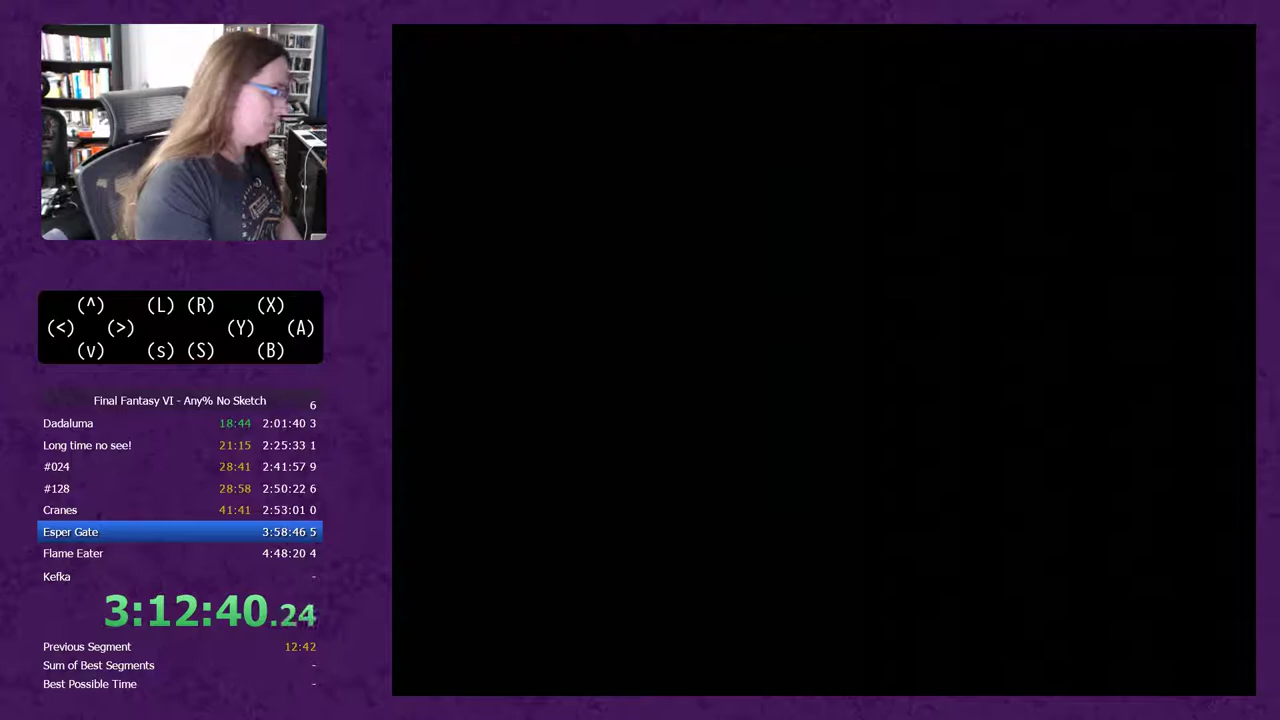 (^) (L) (R) (X)
(<) (>) (Y) (A)
(v) (s) (S) (B)
Final Fantasy VI - Any% No Sketch 6
Dadaluma 18:44 2:01:40 3
Long time no see! 21:15 2:25:33 1
#024 28:41 2:41:57 9
#128 28:58 2:50:22 6
Cranes 41:41 2:53:01 0
Esper Gate 3:58:46 5
Flame Eater 4:48:20 4
Kefka -
3:12:40.24
Previous Segment 12:42
Sum of Best Segments -
Best Possible Time -